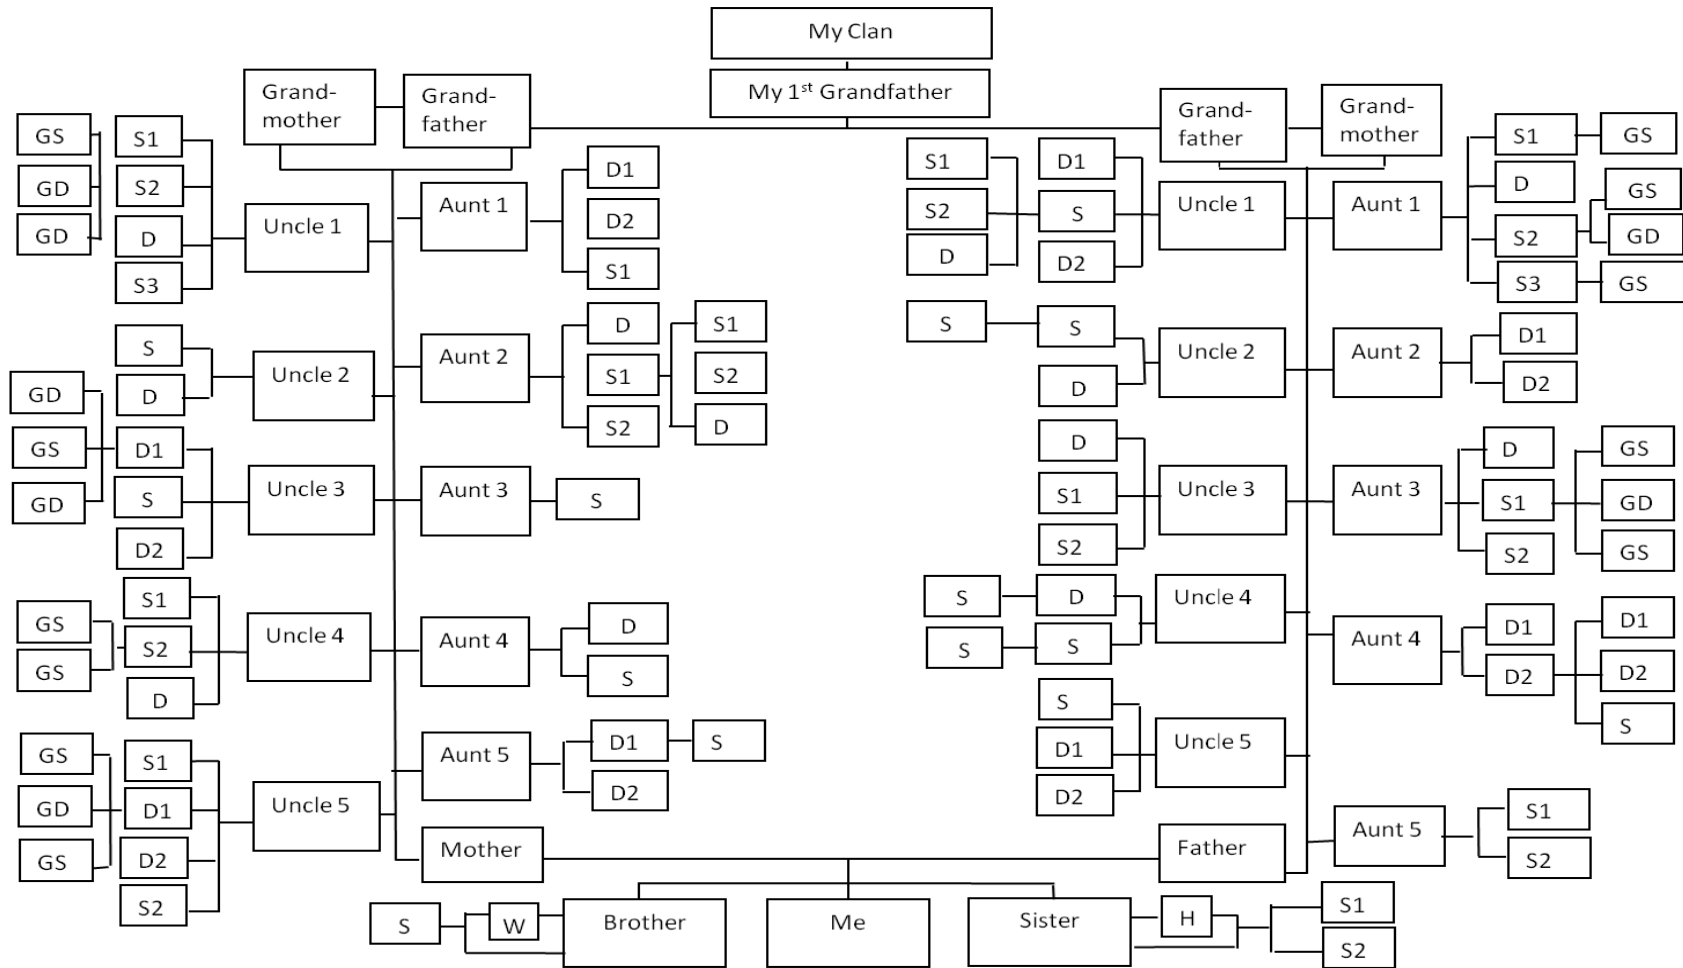 My Clan
My 1st Grandfather
Grand-
mother
Grand-
father
Grand-
father
Grand-
mother
GS
GD
GD
S1
S2
D
S3
Uncle 1
Aunt 1
D1
D2
S1
S
D
Uncle 2
Aunt 2
D
S1
S2
S1
S2
D
GD
GS
GD
D1
S
D2
Uncle 3
Aunt 3
S
GS
GS
S1
S2
D
Uncle 4
Aunt 4
D
S
GS
GD
GS
S1
D1
D2
S2
Uncle 5
Aunt 5
D1
D2
S
Mother
S1
S2
D
D1
S
D2
Uncle 1
Aunt 1
S1
D
S2
S3
GS
GS
GD
GS
S
S
D
Uncle 2
Aunt 2
D1
D2
D
S1
S2
Uncle 3
Aunt 3
D
S1
S2
GS
GD
GS
S
S
D
S
Uncle 4
Aunt 4
D1
D2
D1
D2
S
S
D1
D2
Uncle 5
Aunt 5
S1
S2
Father
S
W
Brother
Me
Sister
H
S1
S2